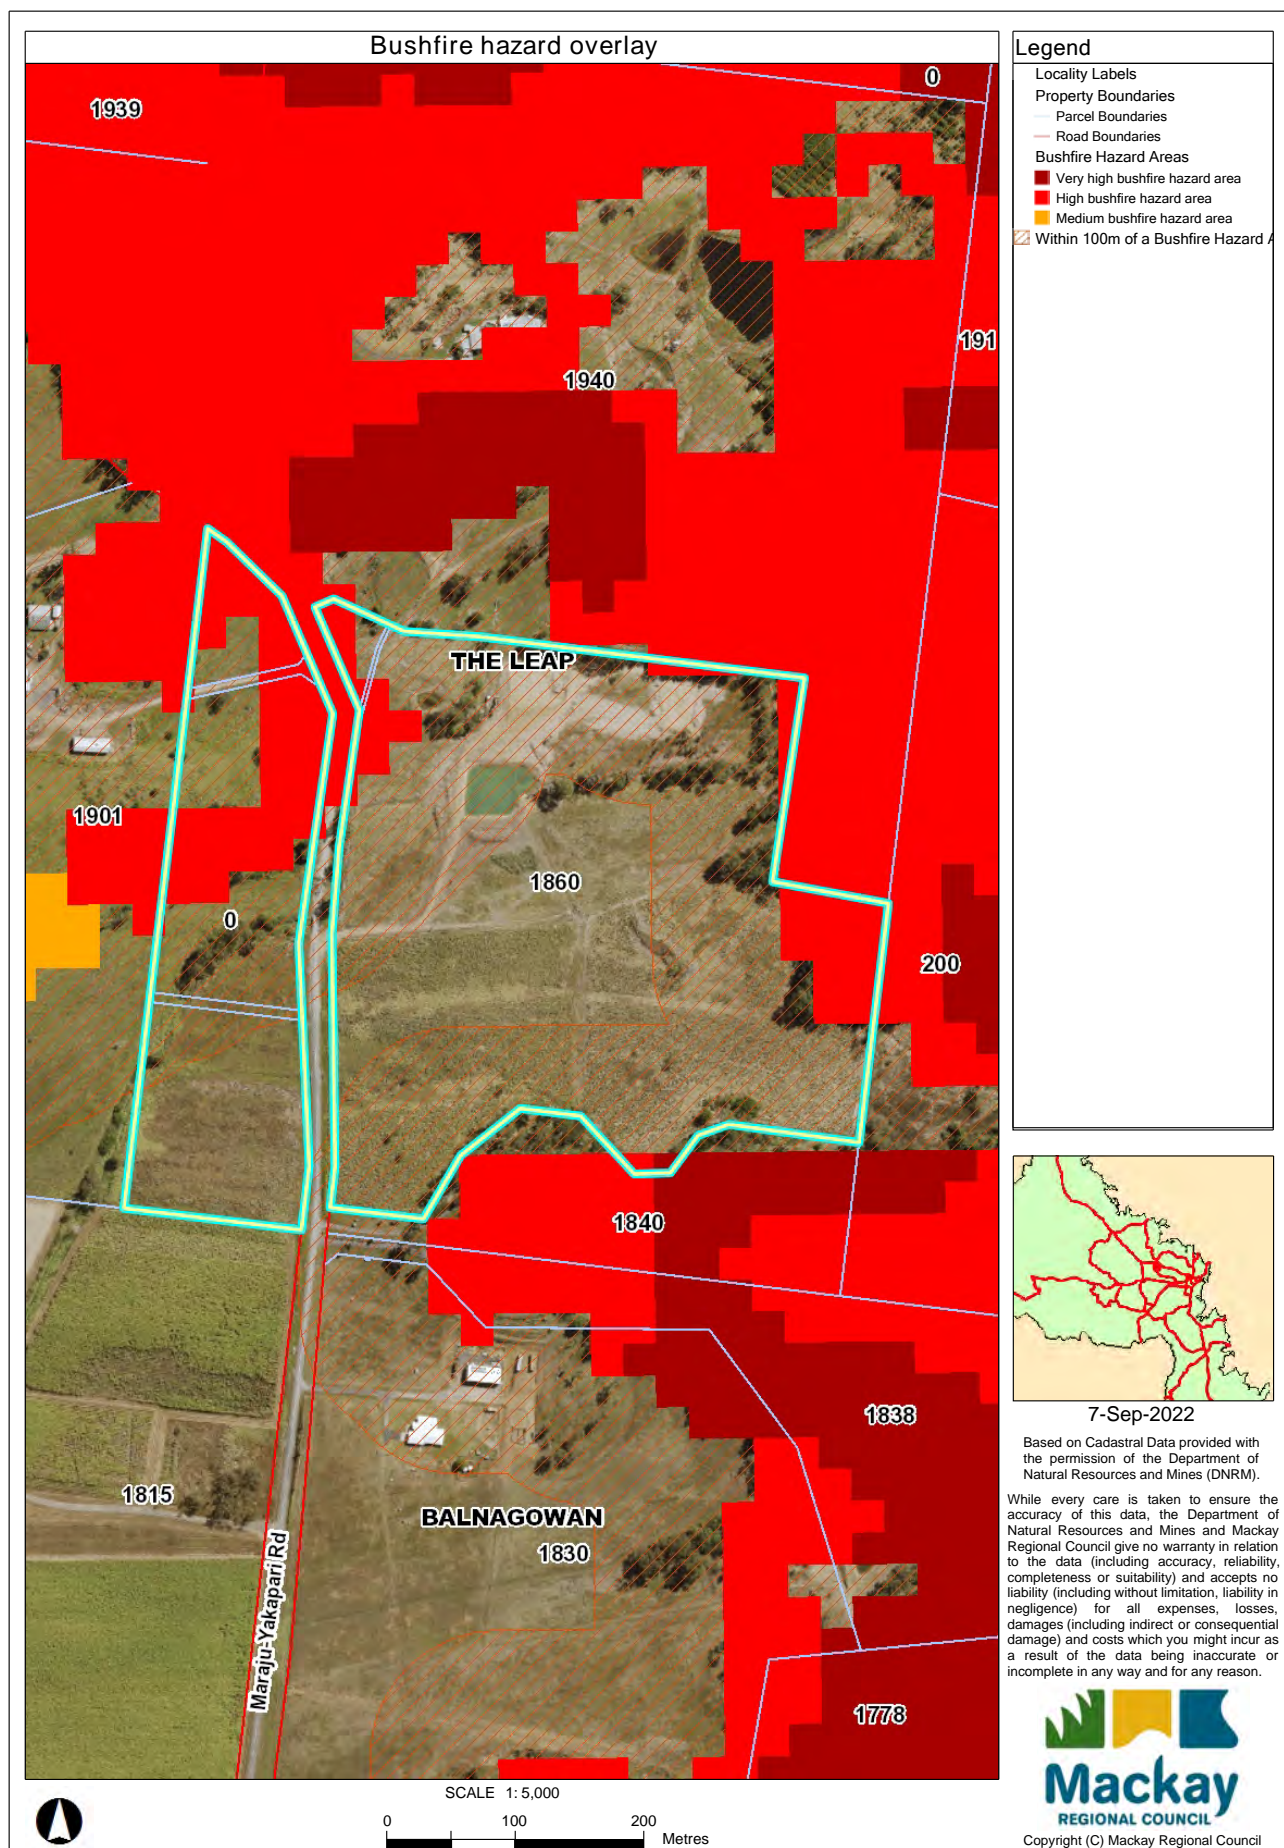 Bushfire hazard overlay
0
1939
191
1940
THE LEAP
1901
1860
0
200
1840
1838
1815
BALNAGOWAN
1830
Maraju-Yakapari Rd
1778
SCALE 1: 5,000
0 100 200
Metres
Legend
Locality Labels
Property Boundaries
Parcel Boundaries
Road Boundaries
Bushfire Hazard Areas
Very high bushfire hazard area
High bushfire hazard area
Medium bushfire hazard area
Within 100m of a Bushfire Hazard A
7-Sep-2022
Based on Cadastral Data provided with
the permission of the Department of
Natural Resources and Mines (DNRM).
While every care is taken to ensure the
accuracy of this data, the Department of
Natural Resources and Mines and Mackay
Regional Council give no warranty in relation
to the data (including accuracy, reliability,
completeness or suitability) and accepts no
liability (including without limitation, liability in
negligence) for all expenses, losses,
damages (including indirect or consequential
damage) and costs which you might incur as
a result of the data being inaccurate or
incomplete in any way and for any reason.
Mackay
REGIONAL COUNCIL
Copyright (C) Mackay Regional Council